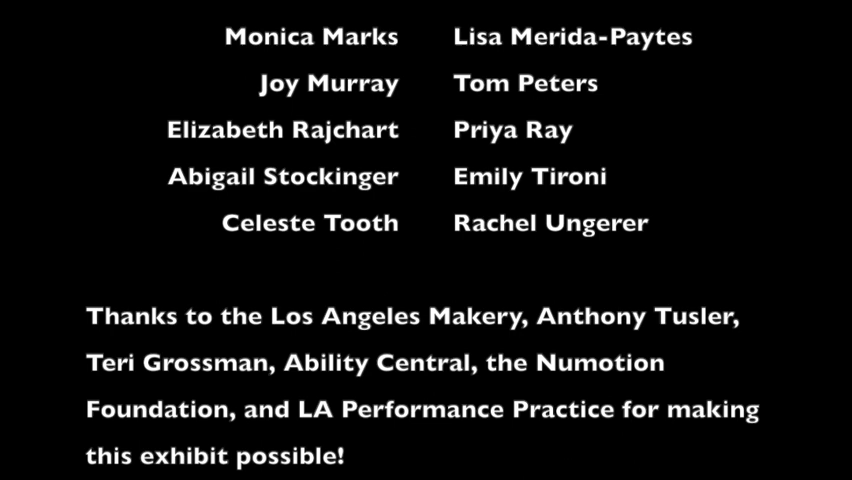 Monica Marks Lisa Merida-Paytes
Joy Murray Tom Peters
Elizabeth Rajchart Priya Ray
Abigail Stockinger Emily Tironi
Celeste Tooth Rachel Ungerer
Thanks to the Los Angeles Makery, Anthony Tusler,
Teri Grossman, Ability Central, the Numotion
Foundation, and LA Performance Practice for making
this exhibit possible!